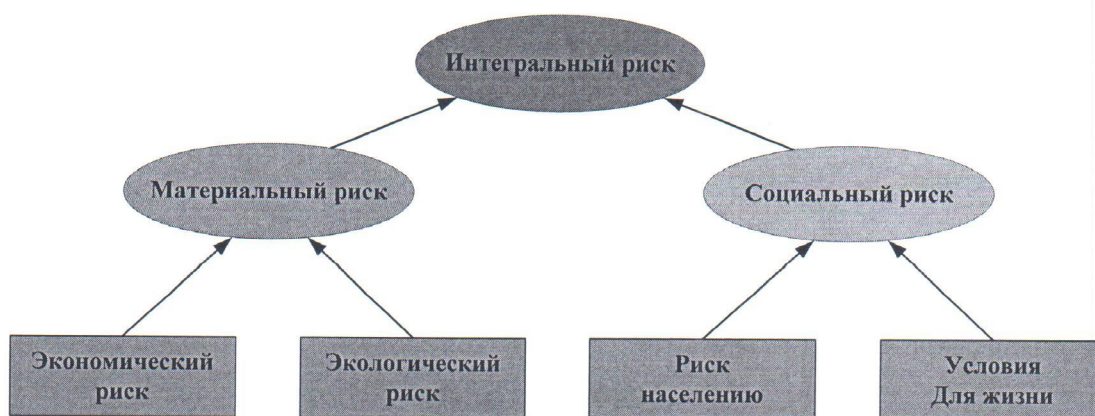 Интегральный риск
Материальный риск
Социальный риск
Экономический
риск
Экологический
риск
Риск
населению
Условия
Для жизни